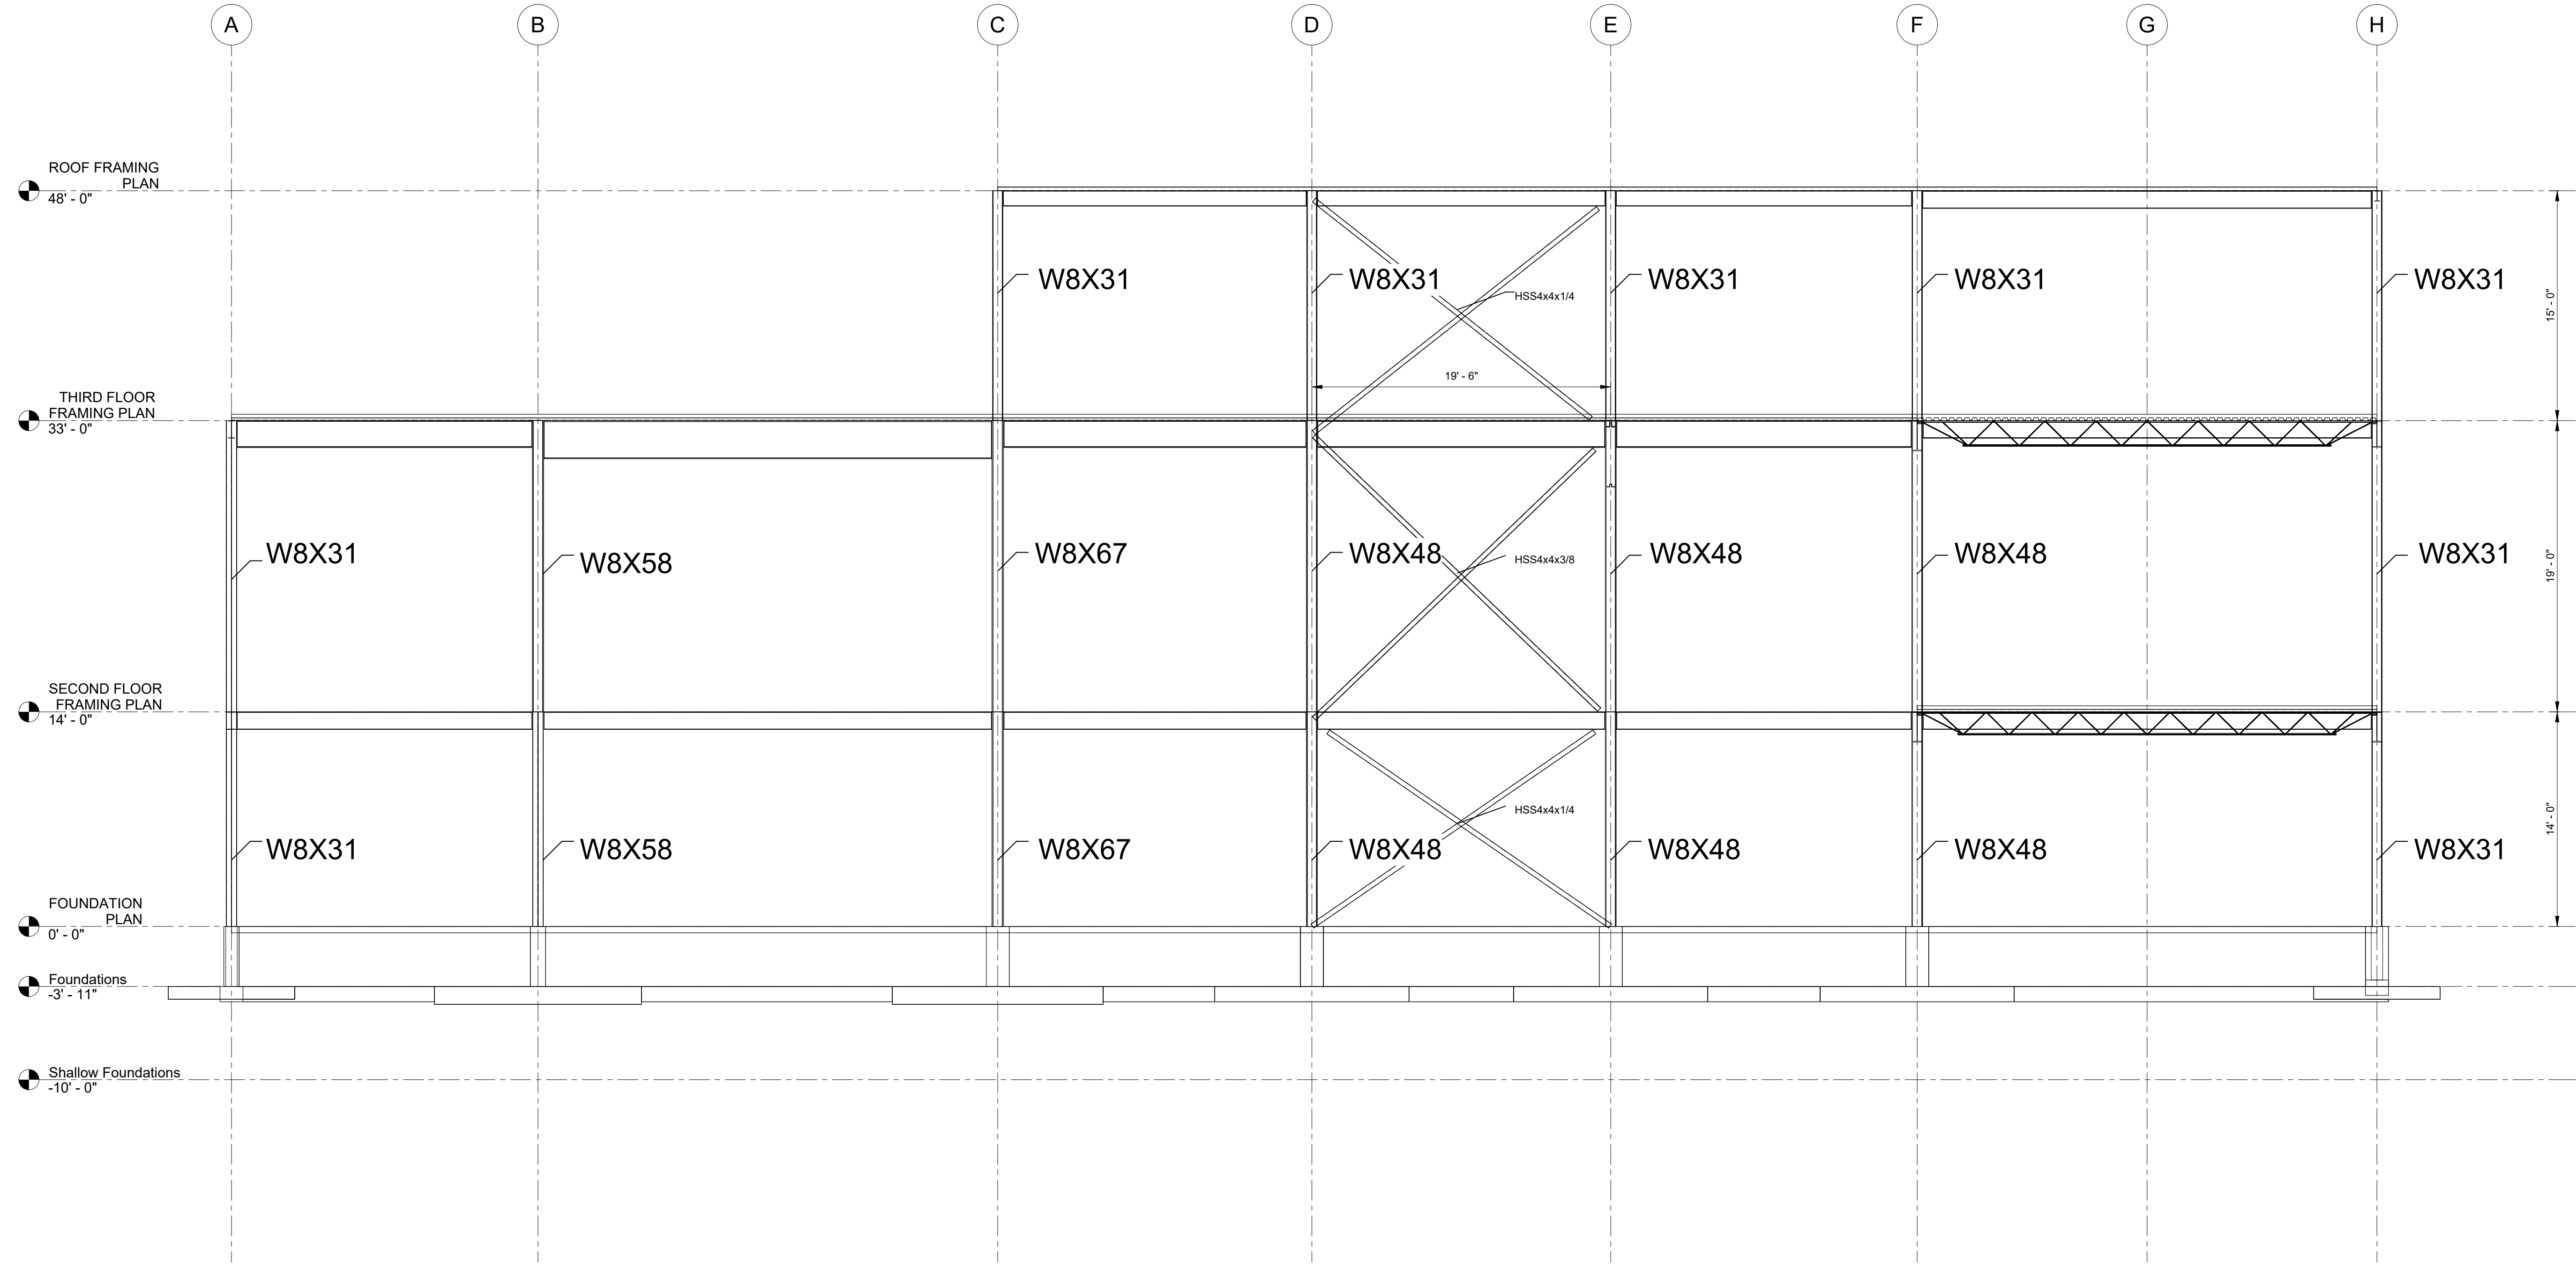 A B C D E F G H
ROOF FRAMING
PLAN
48' - 0"
W8X31 W8X31 W8X31 W8X31 W8X31
HSS4x4x1/4
15' - 0"
19' - 6"
THIRD FLOOR
FRAMING PLAN
33' - 0"
W8X31 W8X58 W8X67 W8X48 W8X48 W8X48 W8X31
HSS4x4x3/8
19' - 0"
SECOND FLOOR
FRAMING PLAN
14' - 0"
HSS4x4x1/4
14' - 0"
W8X31 W8X58 W8X67 W8X48 W8X48 W8X48 W8X31
FOUNDATION
PLAN
0' - 0"
Foundations
-3' - 11"
Shallow Foundations
-10' - 0"